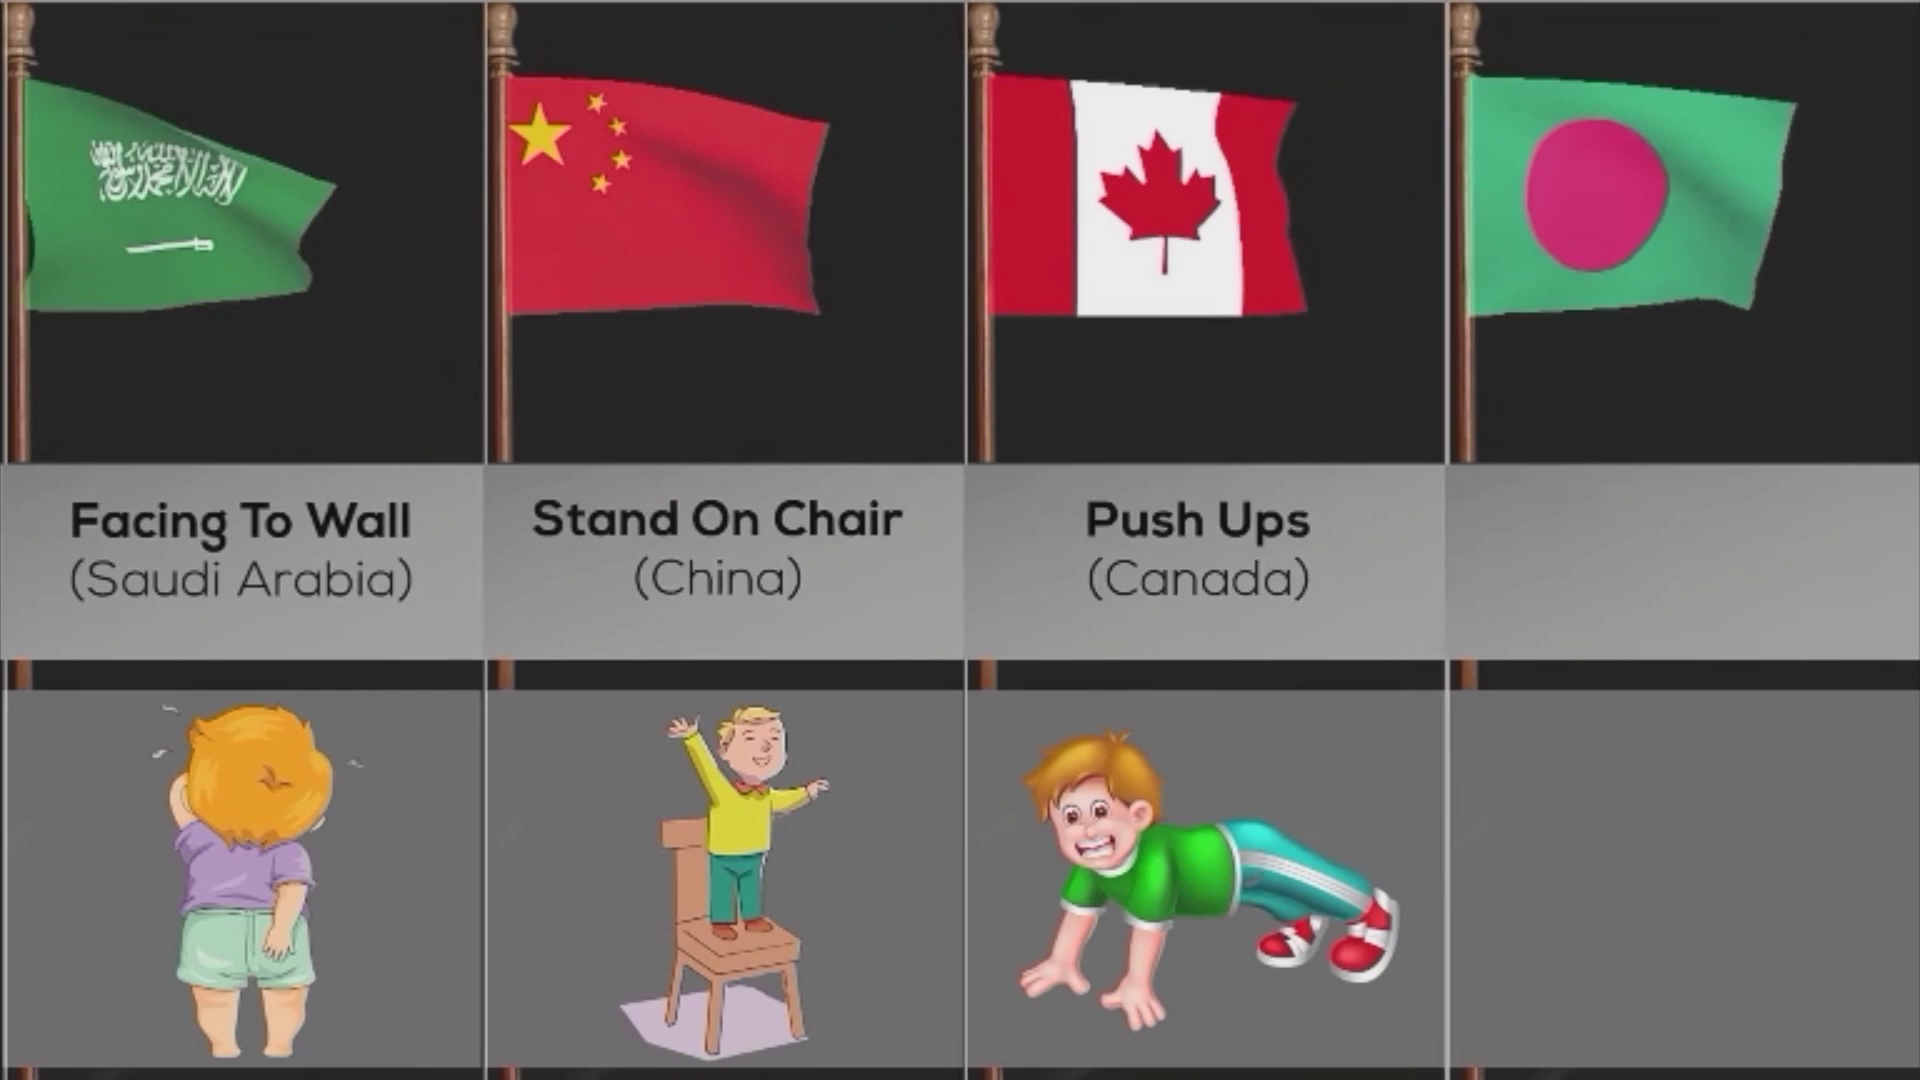 Facing To Wall
(Saudi Arabia)
Stand On Chair
(China)
Push Ups
(Canada)